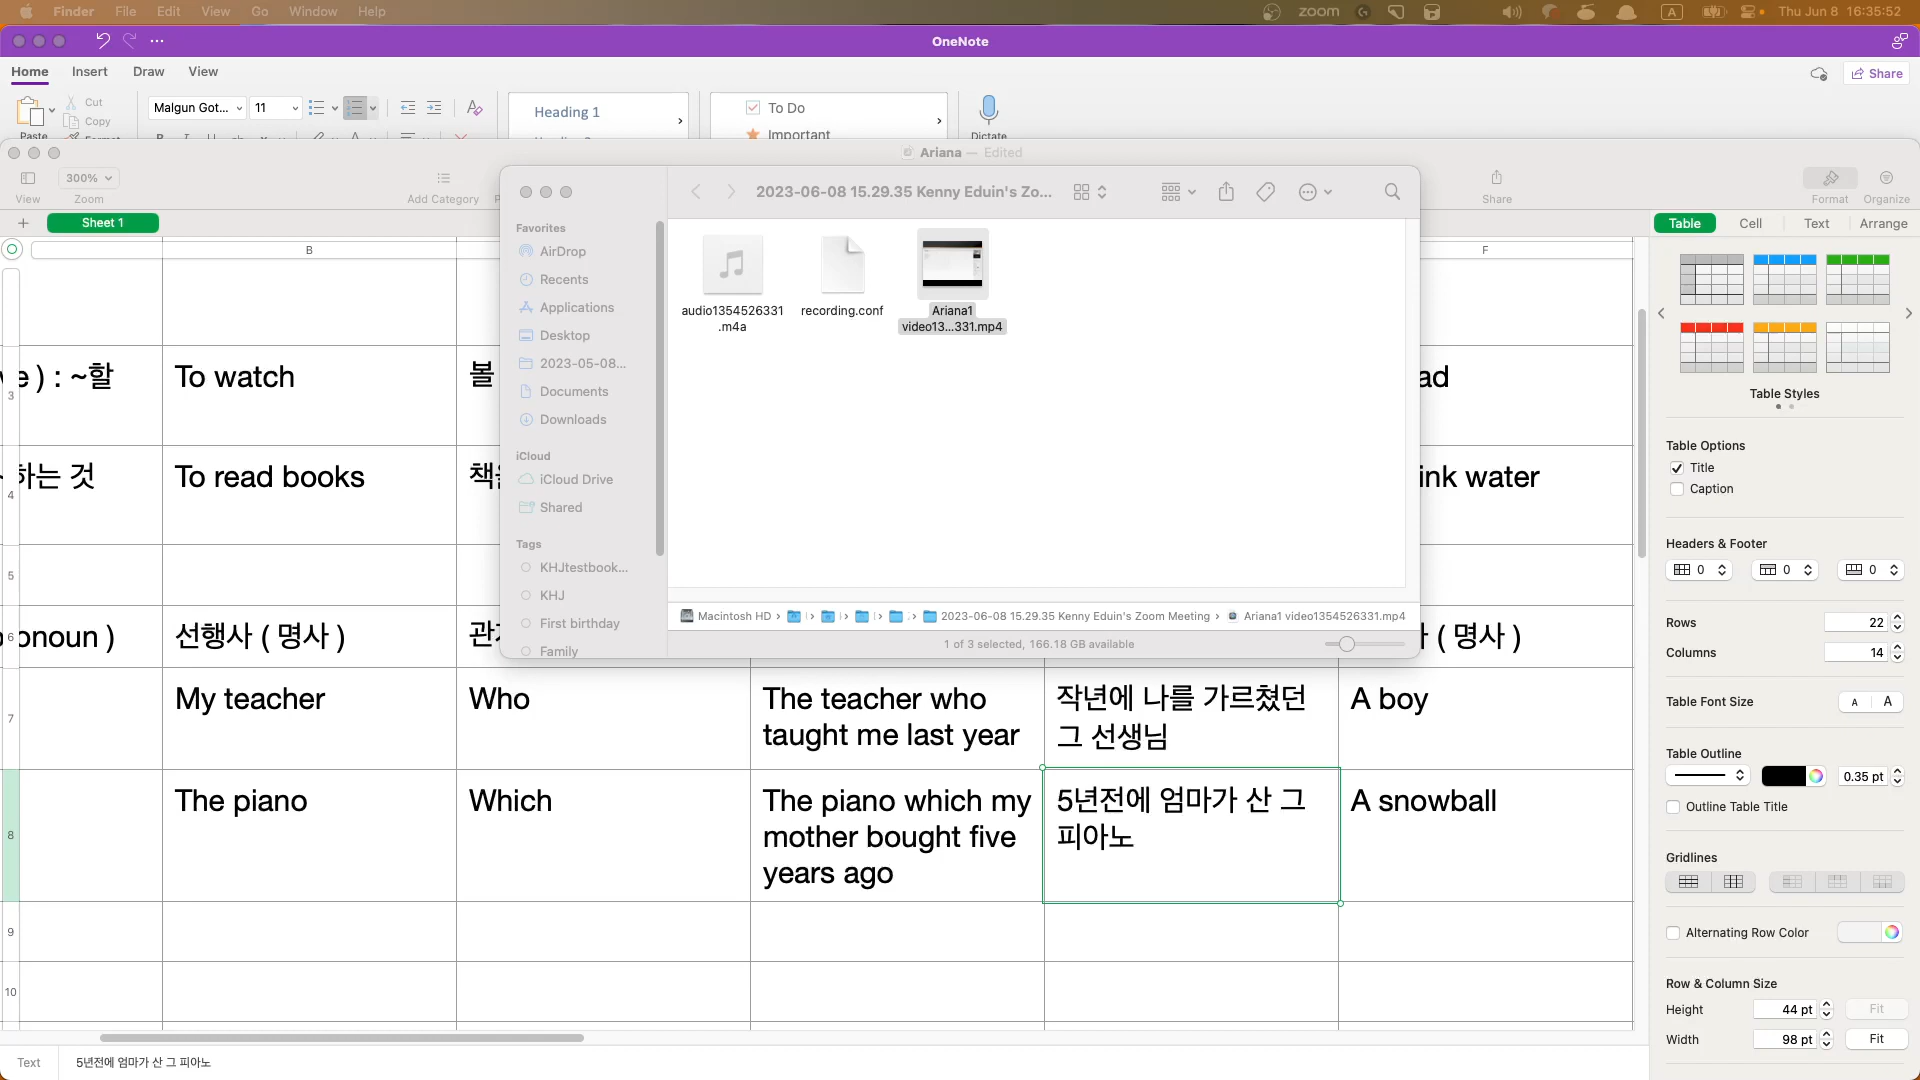 Finder File Edit View Go Window Help zoom A Thu Jun 8 16:35:52
OneNote
Home Insert Draw View Share
Paste Cut Malgun Got... 11 Heading 1 To Do Dictate
Copy Important
Ariana — Edited
300%
View Zoom Add Category Share Format Organize
Sheet 1 Table Cell Text Arrange
B F
2023-06-08 15.29.35 Kenny Eduin's Zo...
Favorites
AirDrop
Recents
Applications
Desktop
2023-05-08...
Documents
Downloads
iCloud
iCloud Drive
Shared
Tags
KHJtestbook...
KHJ
First birthday
Family
audio1354526331
.m4a
recording.conf
Ariana1
video13...331.mp4
Macintosh HD › 2023-06-08 15.29.35 Kenny Eduin's Zoom Meeting › Ariana1 video1354526331.mp4
1 of 3 selected, 166.18 GB available
3 e ) : ~할 To watch 볼 ad
4 하는 것 To read books ink water
5
6 onoun ) 선행사 ( 명사 ) ( 명사 )
7 My teacher Who The teacher who
taught me last year
작년에 나를 가르쳤던
그 선생님
A boy
8 The piano Which The piano which my
mother bought five
years ago
5년전에 엄마가 산 그
피아노
A snowball
9
10
Text 5년전에 엄마가 산 그 피아노
Table Styles
Table Options
Title
Caption
Headers & Footer
0 0 0
Rows 22
Columns 14
Table Font Size A A
Table Outline
0.35 pt
Outline Table Title
Gridlines
Alternating Row Color
Row & Column Size
Height 44 pt Fit
Width 98 pt Fit